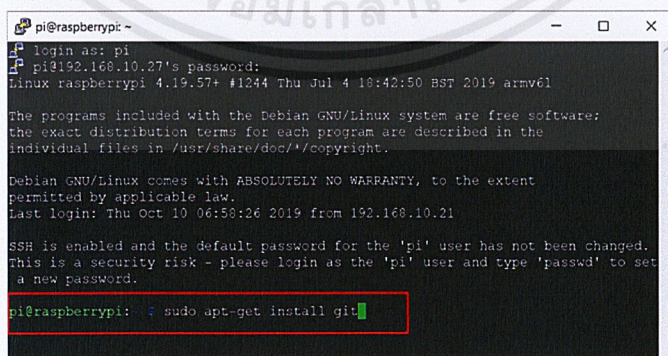 pi@raspberrypi: ~
login as: pi
pi@192.168.10.27's password:
Linux raspberrypi 4.19.57+ #1244 Thu Jul 4 18:42:50 BST 2019 armv6l
The programs included with the Debian GNU/Linux system are free software;
the exact distribution terms for each program are described in the
individual files in /usr/share/doc/*/copyright.
Debian GNU/Linux comes with ABSOLUTELY NO WARRANTY, to the extent
permitted by applicable law.
Last login: Thu Oct 10 06:58:26 2019 from 192.168.10.21
SSH is enabled and the default password for the 'pi' user has not been changed.
This is a security risk - please login as the 'pi' user and type 'passwd' to set
a new password.
pi@raspberrypi: $ sudo apt-get install git